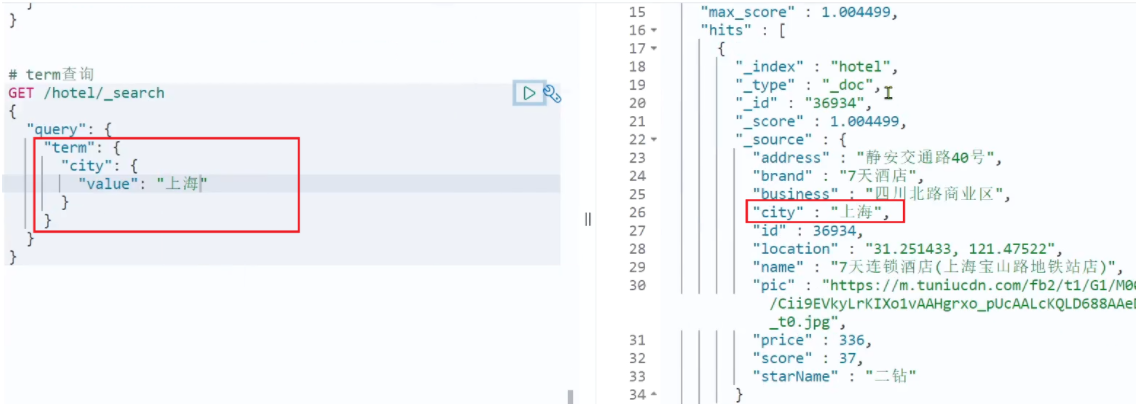 }
}
# term查询
GET /hotel/_search
{
"query": {
"term": {
"city": {
"value": "上海"
}
}
}
}
15 "max_score" : 1.004499,
16 "hits" : [
17 {
18 "_index" : "hotel",
19 "_type" : "_doc",
20 "_id" : "36934",
21 "_score" : 1.004499,
22 "_source" : {
23 "address" : "静安交通路40号",
24 "brand" : "7天酒店",
25 "business" : "四川北路商业区",
26 "city" : "上海",
27 "id" : 36934,
28 "location" : "31.251433, 121.47522",
29 "name" : "7天连锁酒店(上海宝山路地铁站店)",
30 "pic" : "https://m.tuniucdn.com/fb2/t1/G1/M00
/Cii9EVkyLrKIXo1vAAHgrxo_pUcAALcKQLD688AAeD
_t0.jpg",
31 "price" : 336,
32 "score" : 37,
33 "starName" : "二钻"
34 }